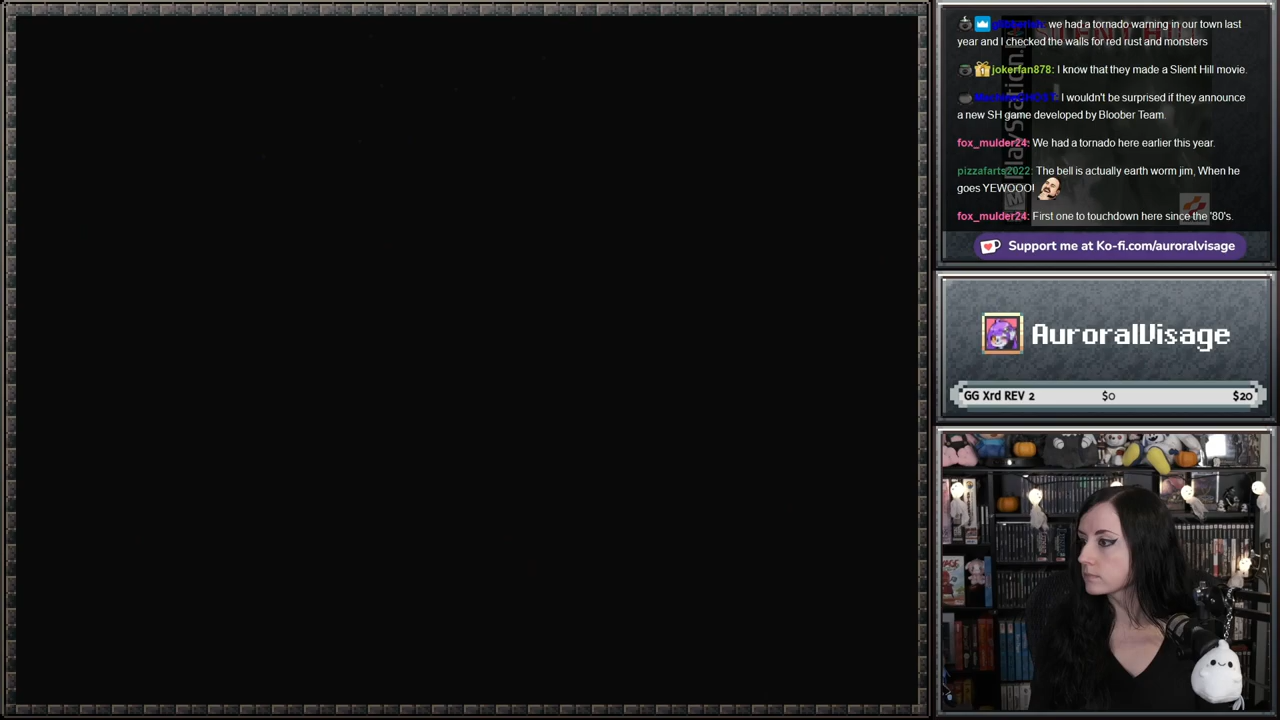 we had a tornado warning in our town last
year and I checked the walls for red rust and monsters
jokerfan878: I know that they made a Slient Hill movie.
I wouldn't be surprised if they announce
a new SH game developed by Bloober Team.
fox_mulder24: We had a tornado here earlier this year.
pizzafarts2022: The bell is actually earth worm jim, When he
goes YEWOOO!
fox_mulder24: First one to touchdown here since the '80's.
PlayStation
Support me at Ko-fi.com/auroralvisage
AuroralVisage
GG Xrd REV 2 $0 $20